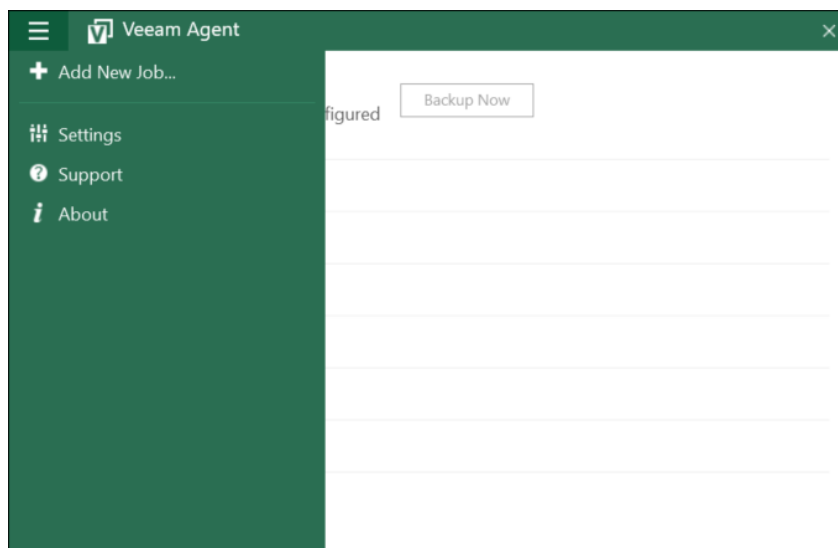 Veeam Agent
Add New Job...
figured
Backup Now
Settings
Support
About